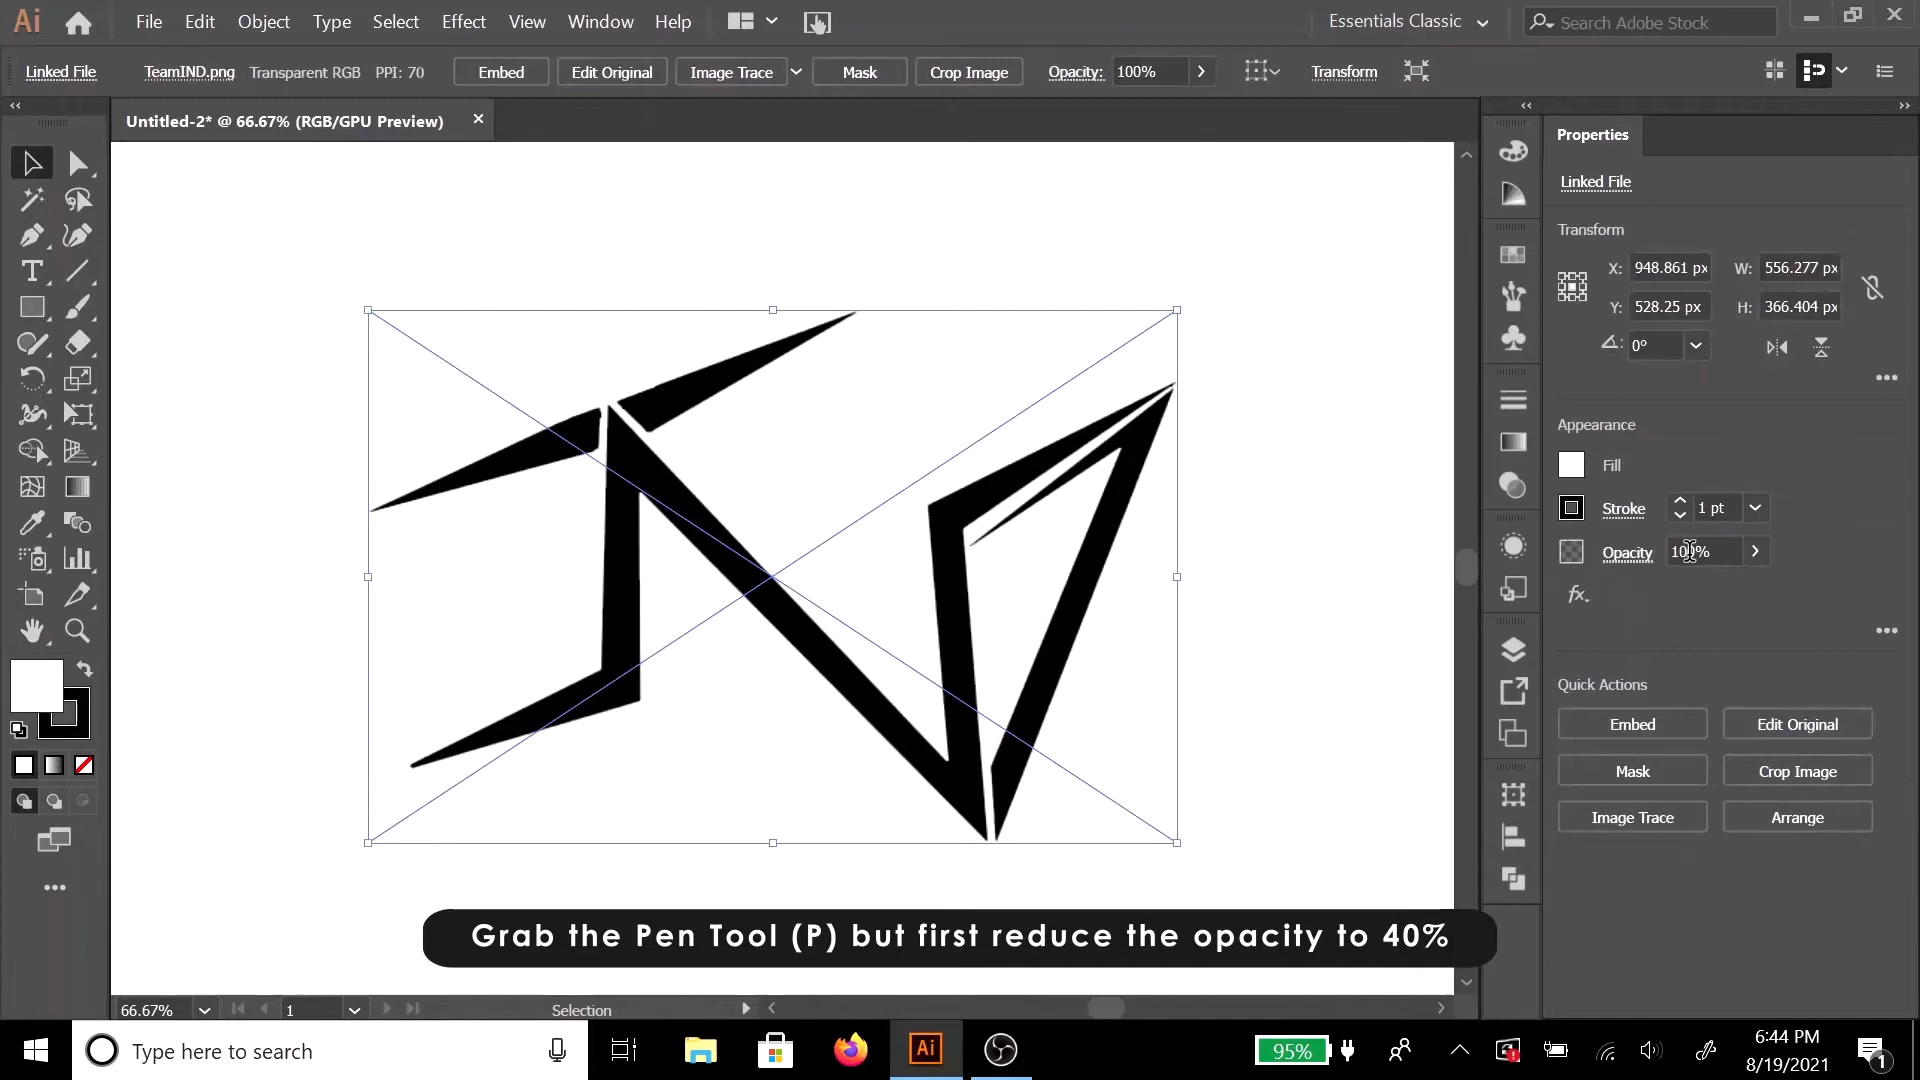 Ai File Edit Object Type Select Effect View Window Help Essentials Classic Search Adobe Stock
Linked File TeamIND.png Transparent RGB PPI: 70 Embed Edit Original Image Trace Mask Crop Image Opacity: 100% Transform
Untitled-2* @ 66.67% (RGB/GPU Preview)
Properties
Linked File
Transform
X: 948.861 px W: 556.277 px
Y: 528.25 px H: 366.404 px
0°
Appearance
Fill
Stroke 1 pt
Opacity 100%
fx.
Quick Actions
Embed Edit Original
Mask Crop Image
Image Trace Arrange
Grab the Pen Tool (P) but first reduce the opacity to 40%
66.67% 1 Selection
Type here to search Ai 95% 6:44 PM
8/19/2021 1